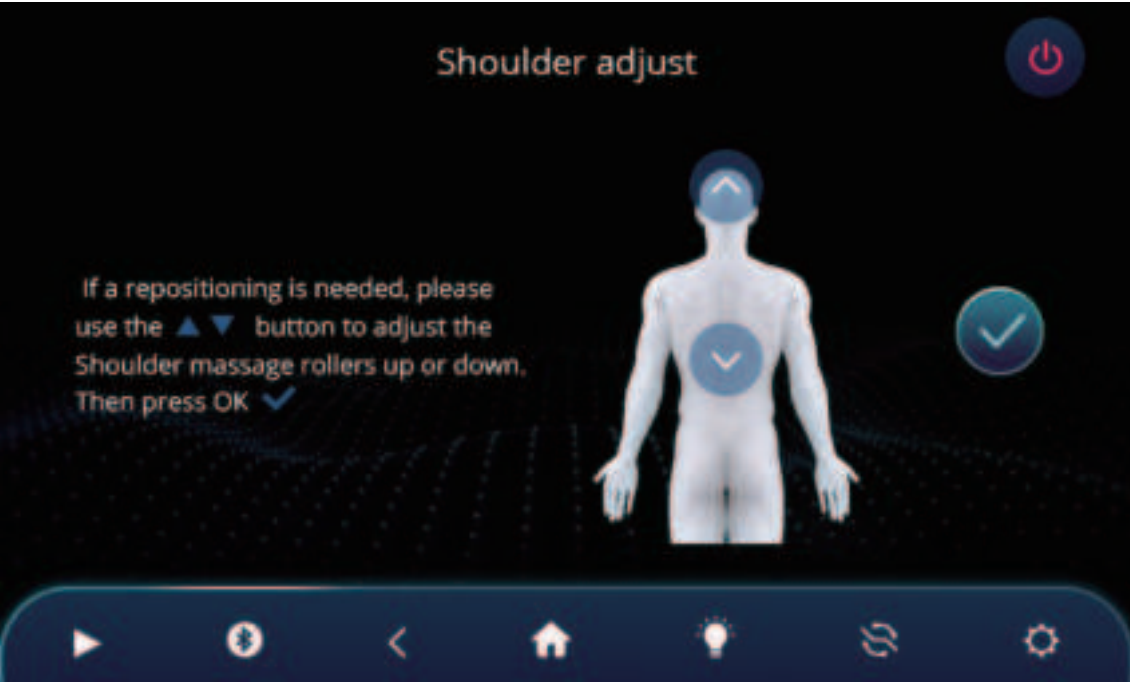 Shoulder adjust
If a repositioning is needed, please
use the ▲ ▼ button to adjust the
Shoulder massage rollers up or down.
Then press OK ✔